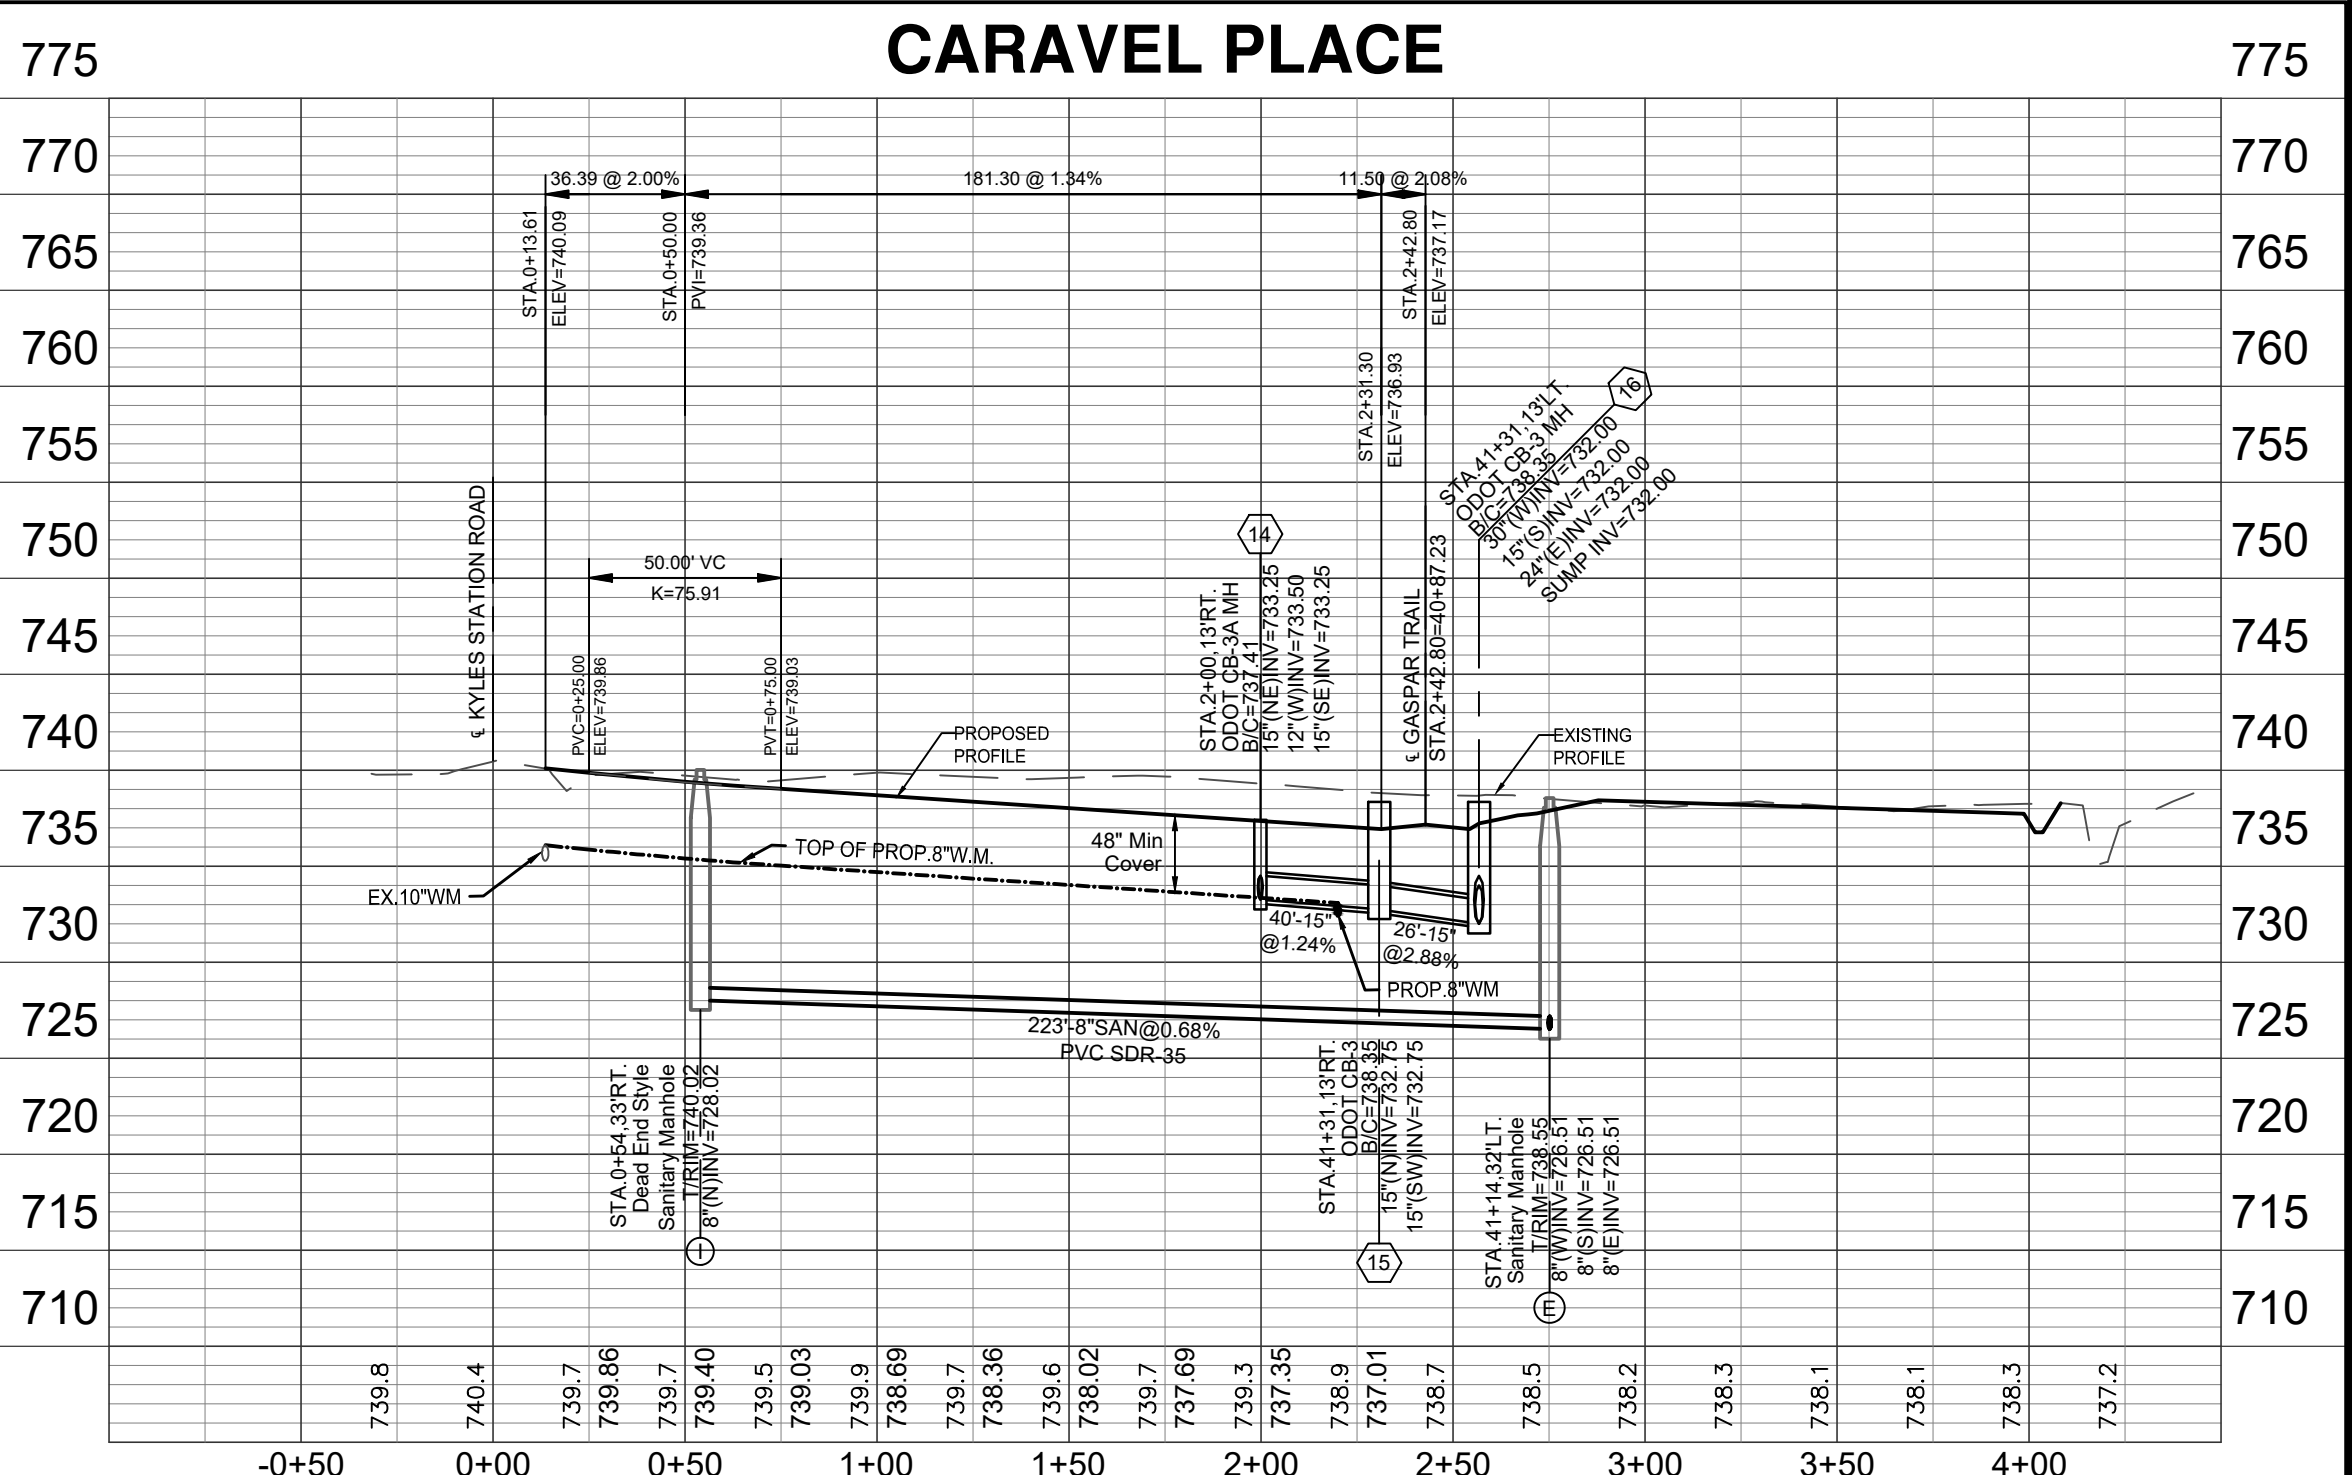 CARAVEL PLACE
775
775
770
770
765
765
760
760
755
755
750
750
745
745
740
740
735
735
730
730
725
725
720
720
715
715
710
710
36.39 @ 2.00%
181.30 @ 1.34%
11.50 @ 2.08%
STA.0+13.61
ELEV=740.09
STA.0+50.00
PVI=739.36
STA.2+31.30
ELEV=736.93
STA.2+42.80
ELEV=737.17
℄ KYLES STATION ROAD
50.00' VC
K=75.91
PVC=0+25.00
ELEV=739.86
PVT=0+75.00
ELEV=739.03
14
STA.2+00,13'RT.
ODOT CB-3A MH
B/C=737.41
15"(NE)INV=733.25
12"(W)INV=733.50
15"(SE)INV=733.25
℄ GASPAR TRAIL
STA.2+42.80=40+87.23
16
STA.41+31,13'LT.
ODOT CB-3 MH
B/C=738.35
30"(W)INV=732.00
15"(S)INV=732.00
24"(E)INV=732.00
SUMP INV=732.00
PROPOSED
PROFILE
EXISTING
PROFILE
48" Min
Cover
TOP OF PROP.8"W.M.
EX.10"WM
40'-15"
@1.24%
26'-15"
@2.88%
PROP.8"WM
223'-8"SAN@0.68%
PVC SDR-35
STA.0+54,33'RT.
Dead End Style
Sanitary Manhole
T/RIM=740.02
8"(N)INV=728.02
I
STA.41+31,13'RT.
ODOT CB-3
B/C=738.35
15"(N)INV=732.75
15"(SW)INV=732.75
15
STA.41+14,32'LT.
Sanitary Manhole
T/RIM=738.55
8"(W)INV=726.51
8"(S)INV=726.51
8"(E)INV=726.51
E
739.8
740.4
739.7
739.86
739.7
739.40
739.5
739.03
739.9
738.69
739.7
738.36
739.6
738.02
739.7
737.69
739.3
737.35
738.9
737.01
738.7
738.5
738.2
738.3
738.1
738.1
738.3
737.2
-0+50
0+00
0+50
1+00
1+50
2+00
2+50
3+00
3+50
4+00